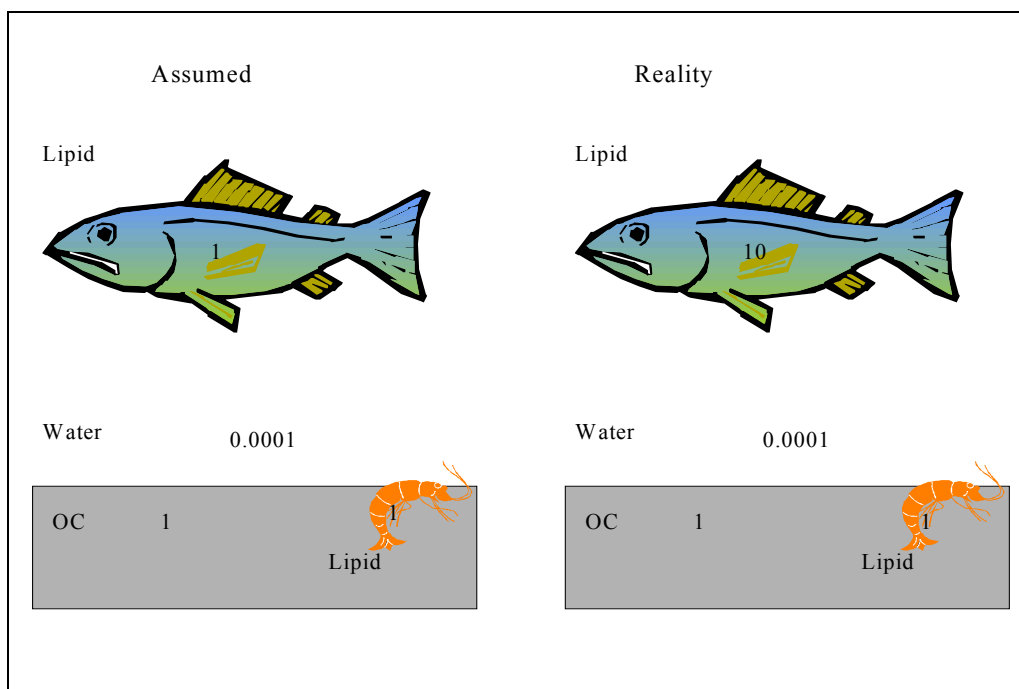 Assumed
Reality
Lipid
Lipid
1
10
Water
0.0001
Water
0.0001
OC
1
1
Lipid
OC
1
1
Lipid